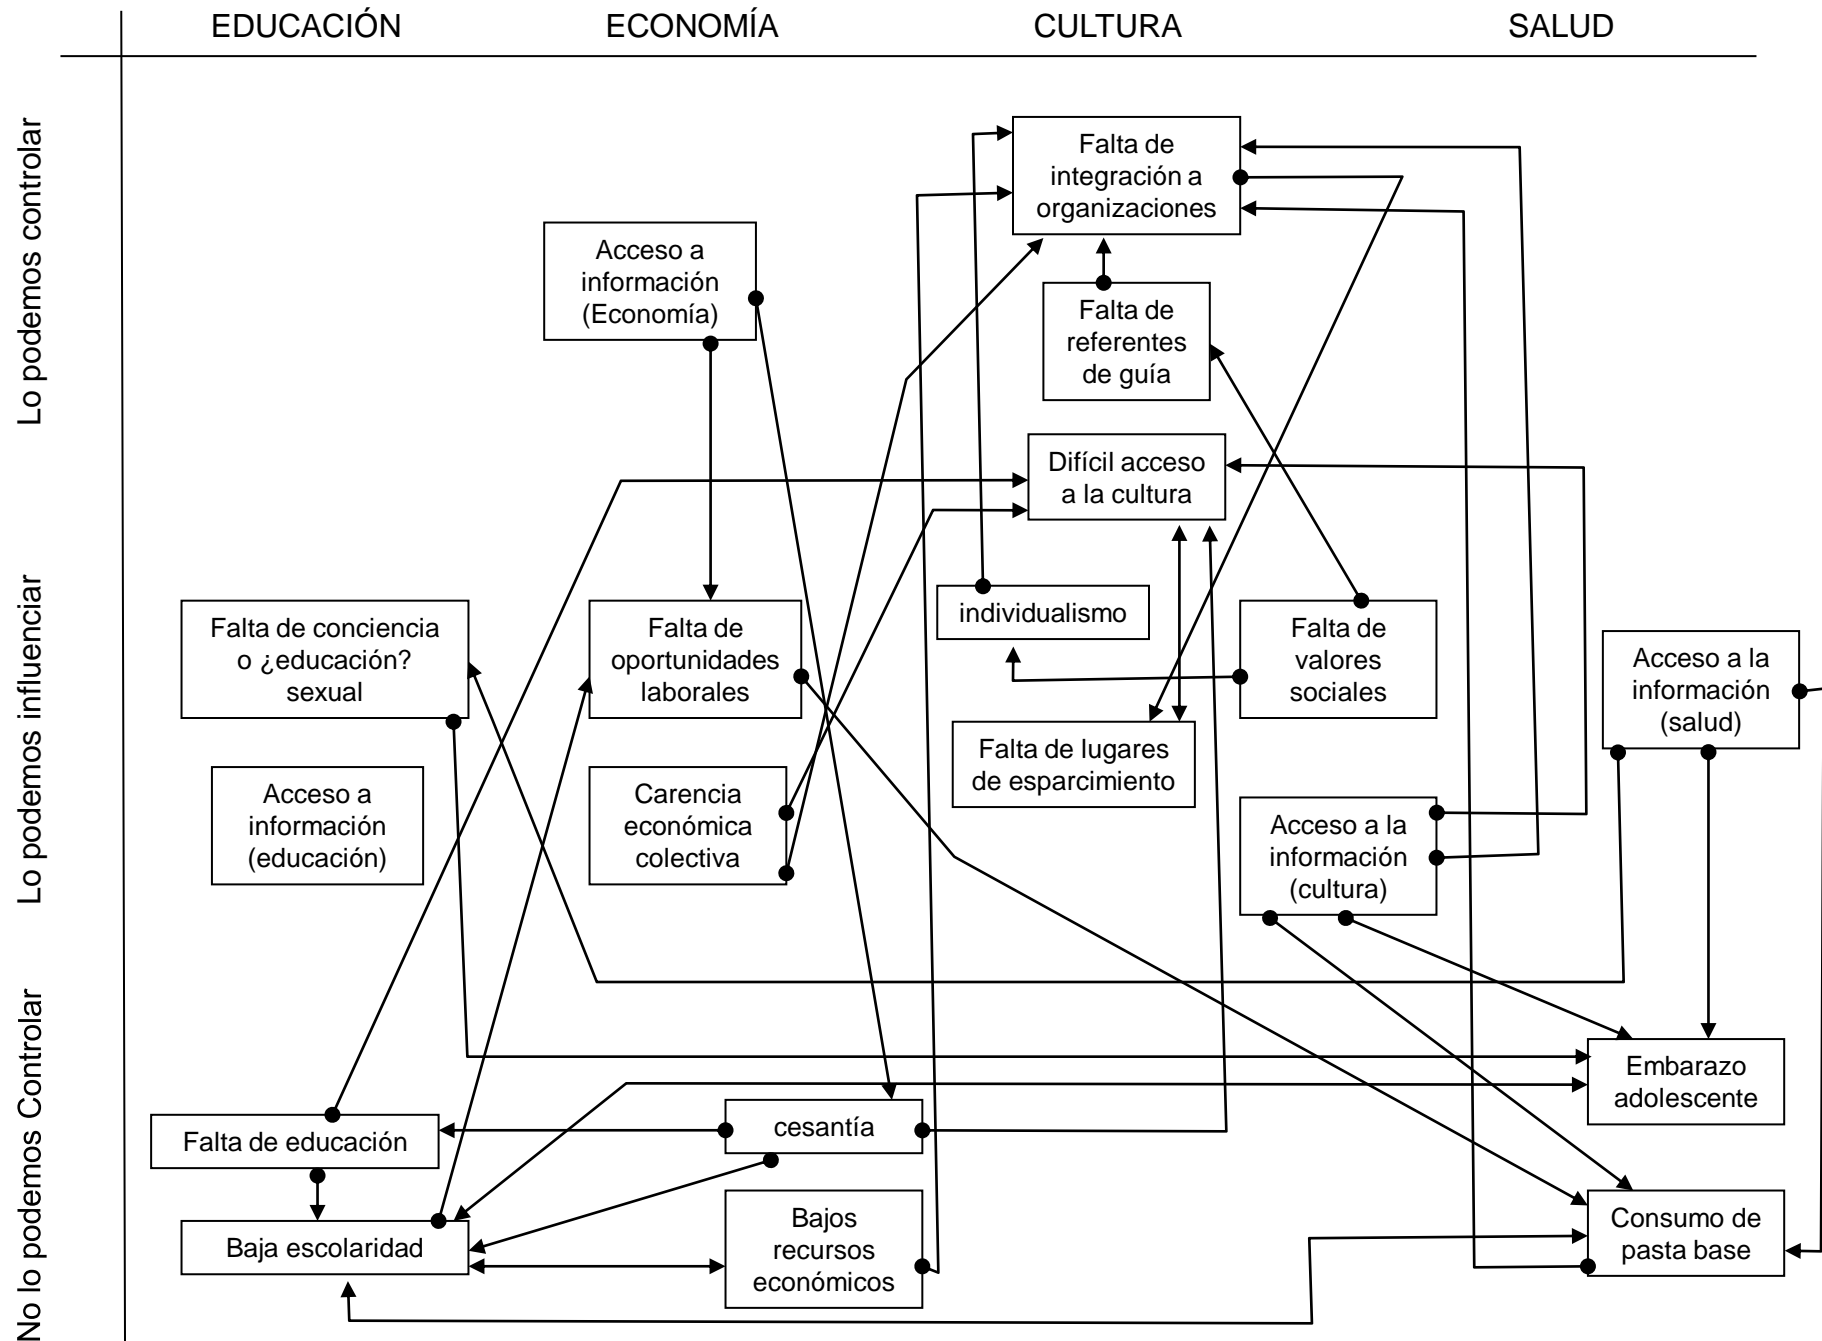 EDUCACIÓN
ECONOMÍA
CULTURA
SALUD
Lo podemos controlar
Falta de
integración a
organizaciones
Acceso a
información
(Economía)
Falta de
referentes
de guía
Difícil acceso
a la cultura
Lo podemos influenciar
Falta de conciencia
o ¿educación?
sexual
Falta de
oportunidades
laborales
individualismo
Falta de
valores
sociales
Acceso a la
información
(salud)
Falta de lugares
de esparcimiento
Acceso a
información
(educación)
Carencia
económica
colectiva
Acceso a la
información
(cultura)
No lo podemos Controlar
Embarazo
adolescente
Falta de educación
cesantía
Baja escolaridad
Bajos
recursos
económicos
Consumo de
pasta base